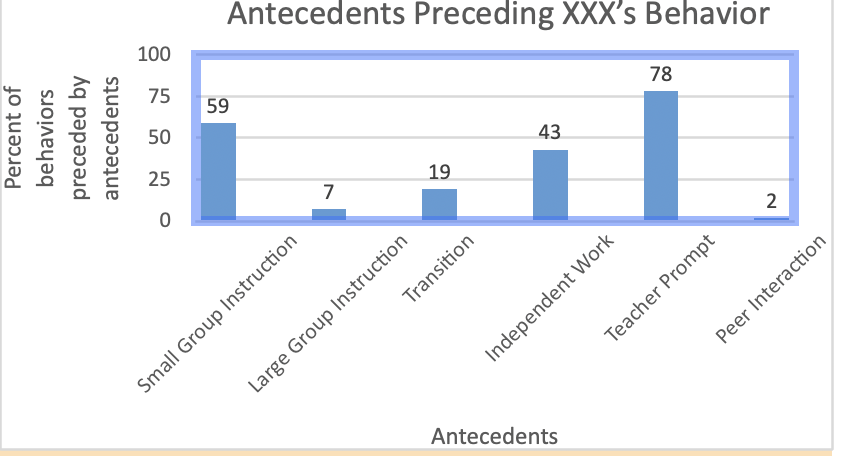 Antecedents Preceding XXX's Behavior
Percent of
behaviors
preceded by
antecedents
100
75
50
25
0
59
7
19
43
78
2
Small Group Instruction
Large Group Instruction
Transition
Independent Work
Teacher Prompt
Peer Interaction
Antecedents